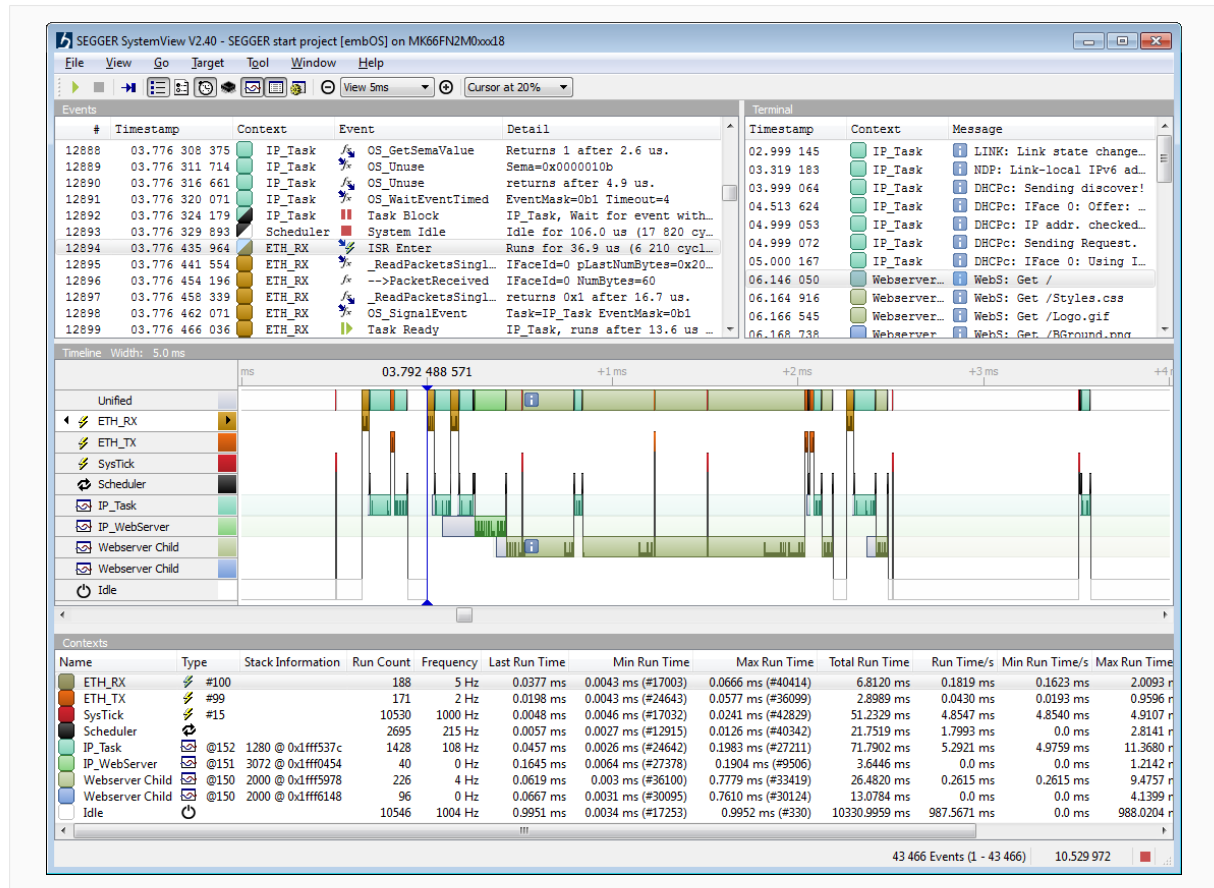 SEGGER SystemView V2.40 - SEGGER start project [embOS] on MK66FN2M0xxx18
File View Go Target Tool Window Help
View 5ms Cursor at 20%
Events
# Timestamp Context Event Detail
12888 03.776 308 375 IP_Task OS_GetSemaValue Returns 1 after 2.6 us.
12889 03.776 311 714 IP_Task OS_Unuse Sema=0x0000010b
12890 03.776 316 661 IP_Task OS_Unuse returns after 4.9 us.
12891 03.776 320 071 IP_Task OS_WaitEventTimed EventMask=0b1 Timeout=4
12892 03.776 324 179 IP_Task Task Block IP_Task, Wait for event with…
12893 03.776 329 893 Scheduler System Idle Idle for 106.0 us (17 820 cy…
12894 03.776 435 964 ETH_RX ISR Enter Runs for 36.9 us (6 210 cycl…
12895 03.776 441 554 ETH_RX _ReadPacketsSingl… IFaceId=0 pLastNumBytes=0x20…
12896 03.776 454 196 ETH_RX -->PacketReceived IFaceId=0 NumBytes=60
12897 03.776 458 339 ETH_RX _ReadPacketsSingl… returns 0x1 after 16.7 us.
12898 03.776 462 071 ETH_RX OS_SignalEvent Task=IP_Task EventMask=0b1
12899 03.776 466 036 ETH_RX Task Ready IP_Task, runs after 13.6 us …
Terminal
Timestamp Context Message
02.999 145 IP_Task LINK: Link state change…
03.319 183 IP_Task NDP: Link-local IPv6 ad…
03.999 064 IP_Task DHCPc: Sending discover!
04.513 624 IP_Task DHCPc: IFace 0: Offer: …
04.999 053 IP_Task DHCPc: IP addr. checked…
04.999 072 IP_Task DHCPc: Sending Request.
05.000 167 IP_Task DHCPc: IFace 0: Using I…
06.146 050 Webserver… WebS: Get /
06.164 916 Webserver… WebS: Get /Styles.css
06.166 545 Webserver… WebS: Get /Logo.gif
06.168 738 Webserver WebS: Get /BGround.png
Timeline Width: 5.0 ms
ms 03.792 488 571 +1 ms +2 ms +3 ms +4
Unified
ETH_RX
ETH_TX
SysTick
Scheduler
IP_Task
IP_WebServer
Webserver Child
Webserver Child
Idle
Contexts
Name Type Stack Information Run Count Frequency Last Run Time Min Run Time Max Run Time Total Run Time Run Time/s Min Run Time/s Max Run Time
ETH_RX #100 188 5 Hz 0.0377 ms 0.0043 ms (#17003) 0.0666 ms (#40414) 6.8120 ms 0.1819 ms 0.1623 ms 2.0093
ETH_TX #99 171 2 Hz 0.0198 ms 0.0043 ms (#24643) 0.0577 ms (#36099) 2.8989 ms 0.0430 ms 0.0193 ms 0.9596
SysTick #15 10530 1000 Hz 0.0048 ms 0.0046 ms (#17032) 0.0241 ms (#42829) 51.2329 ms 4.8547 ms 4.8540 ms 4.9107
Scheduler 2695 215 Hz 0.0057 ms 0.0027 ms (#12915) 0.0126 ms (#40342) 21.7519 ms 1.7993 ms 0.0 ms 2.8141
IP_Task @152 1280 @ 0x1fff537c 1428 108 Hz 0.0457 ms 0.0026 ms (#24642) 0.1983 ms (#27211) 71.7902 ms 5.2921 ms 4.9759 ms 11.3680
IP_WebServer @151 3072 @ 0x1fff0454 40 0 Hz 0.1645 ms 0.0064 ms (#27378) 0.1904 ms (#9506) 3.6446 ms 0.0 ms 0.0 ms 1.2142
Webserver Child @150 2000 @ 0x1fff5978 226 4 Hz 0.0619 ms 0.003 ms (#36100) 0.7779 ms (#33419) 26.4820 ms 0.2615 ms 0.2615 ms 9.4757
Webserver Child @150 2000 @ 0x1fff6148 96 0 Hz 0.0667 ms 0.0031 ms (#30095) 0.7610 ms (#30124) 13.0784 ms 0.0 ms 0.0 ms 4.1399
Idle 10546 1004 Hz 0.9951 ms 0.0034 ms (#17253) 0.9952 ms (#330) 10330.9959 ms 987.5671 ms 0.0 ms 988.0204
43 466 Events (1 - 43 466) 10.529 972